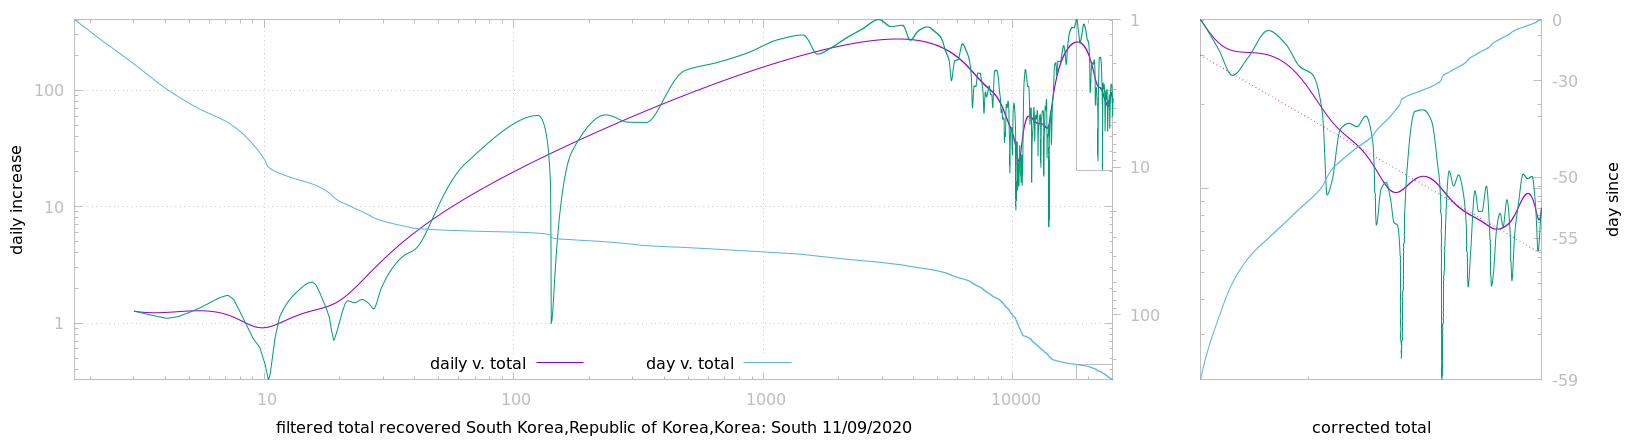 daily increase
100
10
1
10
100
1000
10000
1
10
100
daily v. total
day v. total
filtered total recovered South Korea,Republic of Korea,Korea: South 11/09/2020
0
-30
-50
-55
-59
day since
corrected total